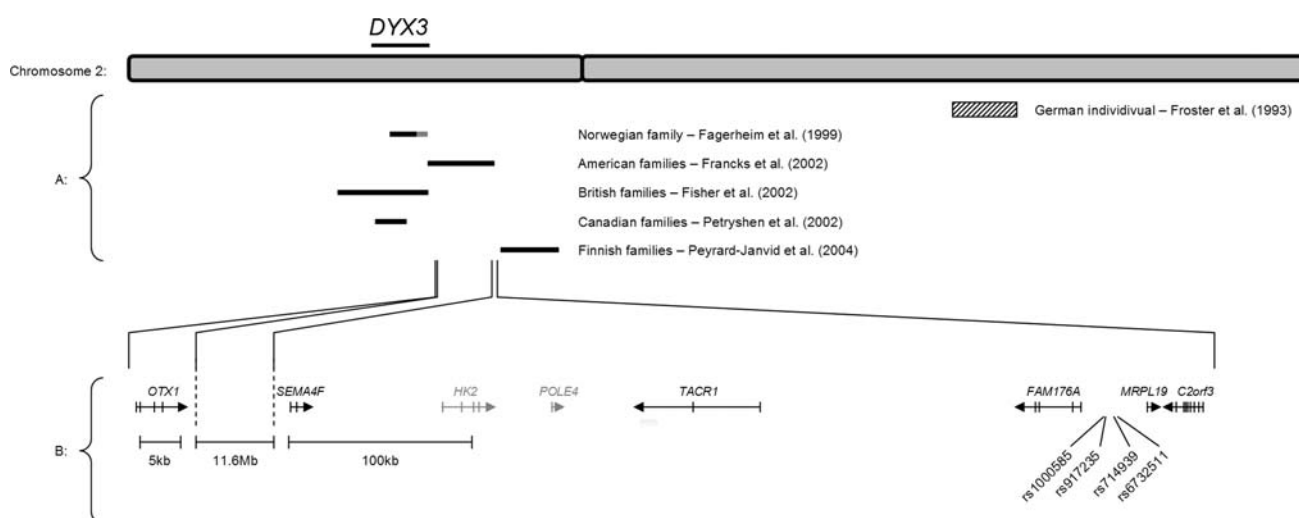 DYX3
Chromosome 2:
German individivual – Froster et al. (1993)
Norwegian family – Fagerheim et al. (1999)
American families – Francks et al. (2002)
A:
British families – Fisher et al. (2002)
Canadian families – Petryshen et al. (2002)
Finnish families – Peyrard-Janvid et al. (2004)
OTX1 SEMA4F HK2 POLE4 TACR1 FAM176A MRPL19 C2orf3
B:
5kb 11.6Mb 100kb
rs1000585
rs917235
rs714939
rs6732511